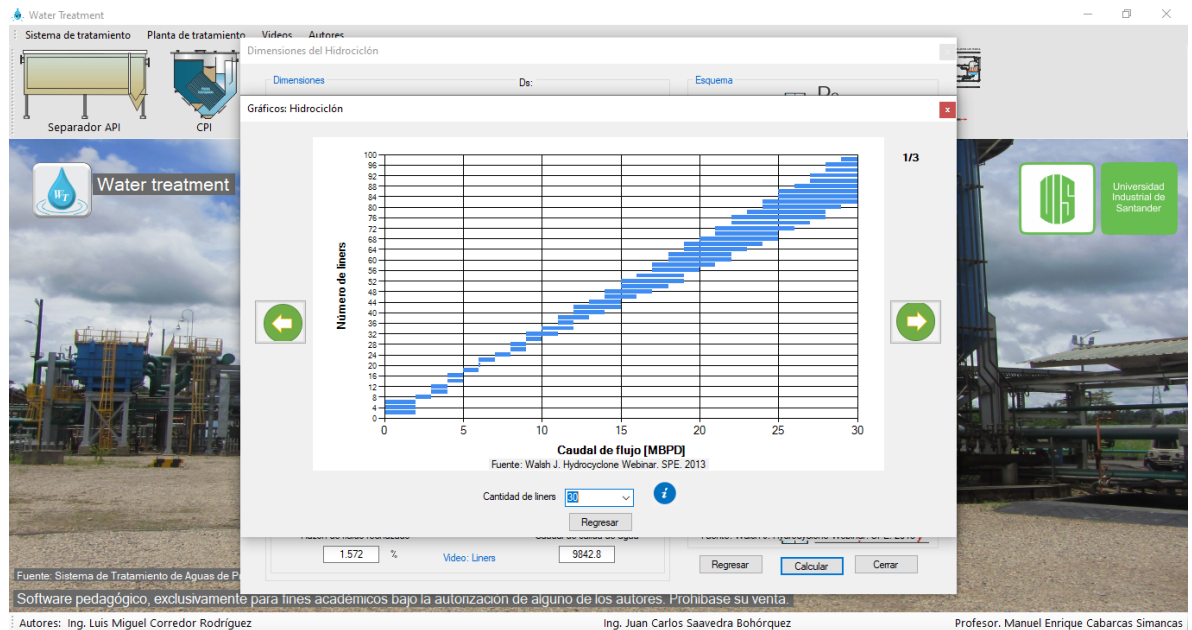 Water Treatment
Sistema de tratamiento Planta de tratamiento Videos Autores
Dimensiones del Hidrociclón
Dimensiones Ds: Esquema
Separador API CPI
Gráficos: Hidrociclón
1/3
WT Water treatment
Universidad
Industrial de
Santander
100
96
92
88
84
80
76
72
68
64
60
56
52
48
44
40
36
32
28
24
20
16
12
8
4
0
Número de liners
0 5 10 15 20 25 30
Caudal de flujo [MBPD]
Fuente: Walsh J. Hydrocyclone Webinar. SPE. 2013
Cantidad de liners 30
Regresar
1.572 % Video: Liners 9842.8
Regresar Calcular Cerrar
Fuente: Sistema de Tratamiento de Aguas de
Software pedagógico, exclusivamente para fines académicos bajo la autorización de alguno de los autores. Prohibase su venta.
Autores: Ing. Luis Miguel Corredor Rodríguez Ing. Juan Carlos Saavedra Bohórquez Profesor. Manuel Enrique Cabarcas Simancas